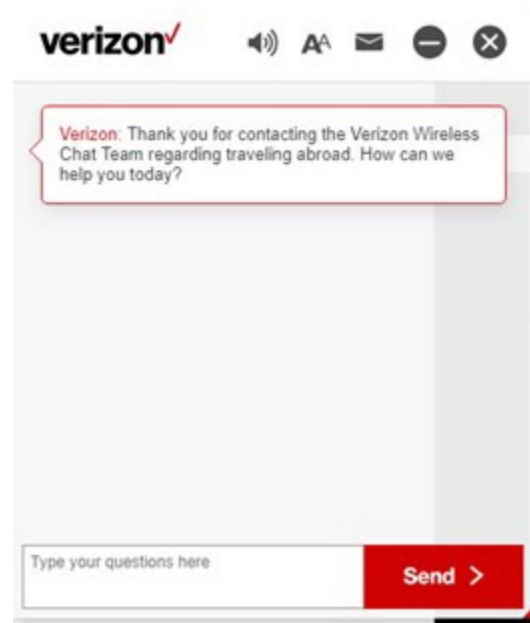 verizon
AA
Verizon: Thank you for contacting the Verizon Wireless
Chat Team regarding traveling abroad. How can we
help you today?
Type your questions here
Send